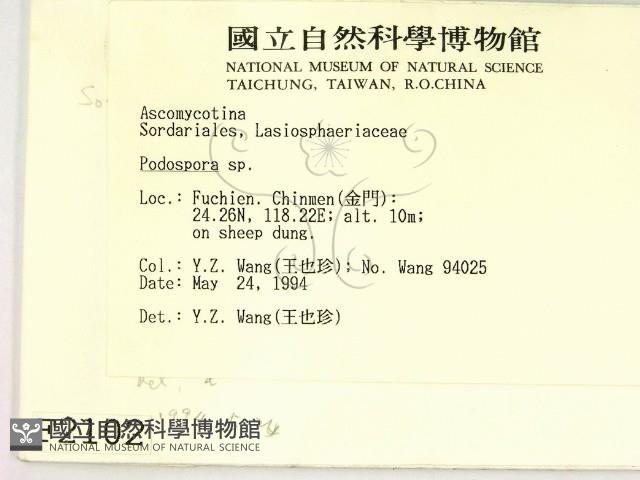 國立自然科學博物館
NATIONAL MUSEUM OF NATURAL SCIENCE
TAICHUNG, TAIWAN, R.O.CHINA
Ascomycotina
Sordariales, Lasiosphaeriaceae
Podospora sp.
Loc.: Fuchien. Chinmen(金門):
24.26N, 118.22E; alt. 10m;
on sheep dung.
Col.: Y.Z. Wang(王也珍); No. Wang 94025
Date: May 24, 1994
Det.: Y.Z. Wang(王也珍)
2102
國立自然科學博物館
NATIONAL MUSEUM OF NATURAL SCIENCE